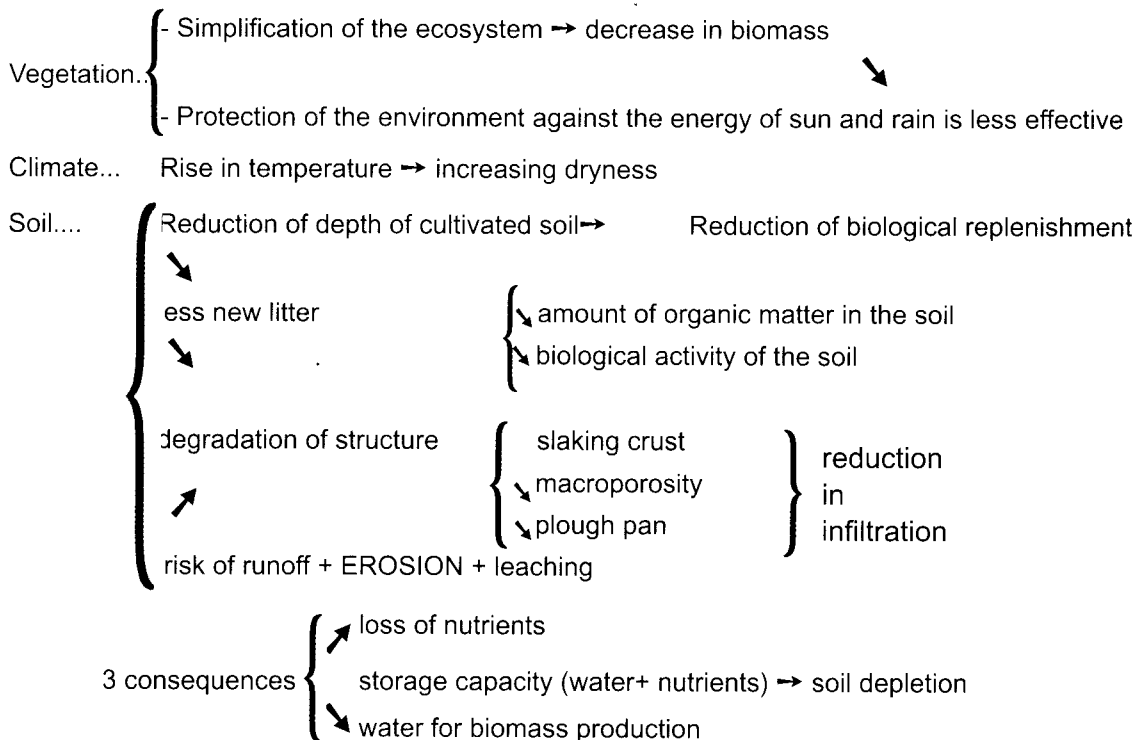 - Simplification of the ecosystem → decrease in biomass
Vegetation..
- Protection of the environment against the energy of sun and rain is less effective
Climate... Rise in temperature → increasing dryness
Soil.... Reduction of depth of cultivated soil→ Reduction of biological replenishment
ess new litter
amount of organic matter in the soil
biological activity of the soil
degradation of structure
slaking crust
macroporosity
plough pan
reduction
in
infiltration
risk of runoff + EROSION + leaching
3 consequences
loss of nutrients
storage capacity (water+ nutrients) → soil depletion
water for biomass production